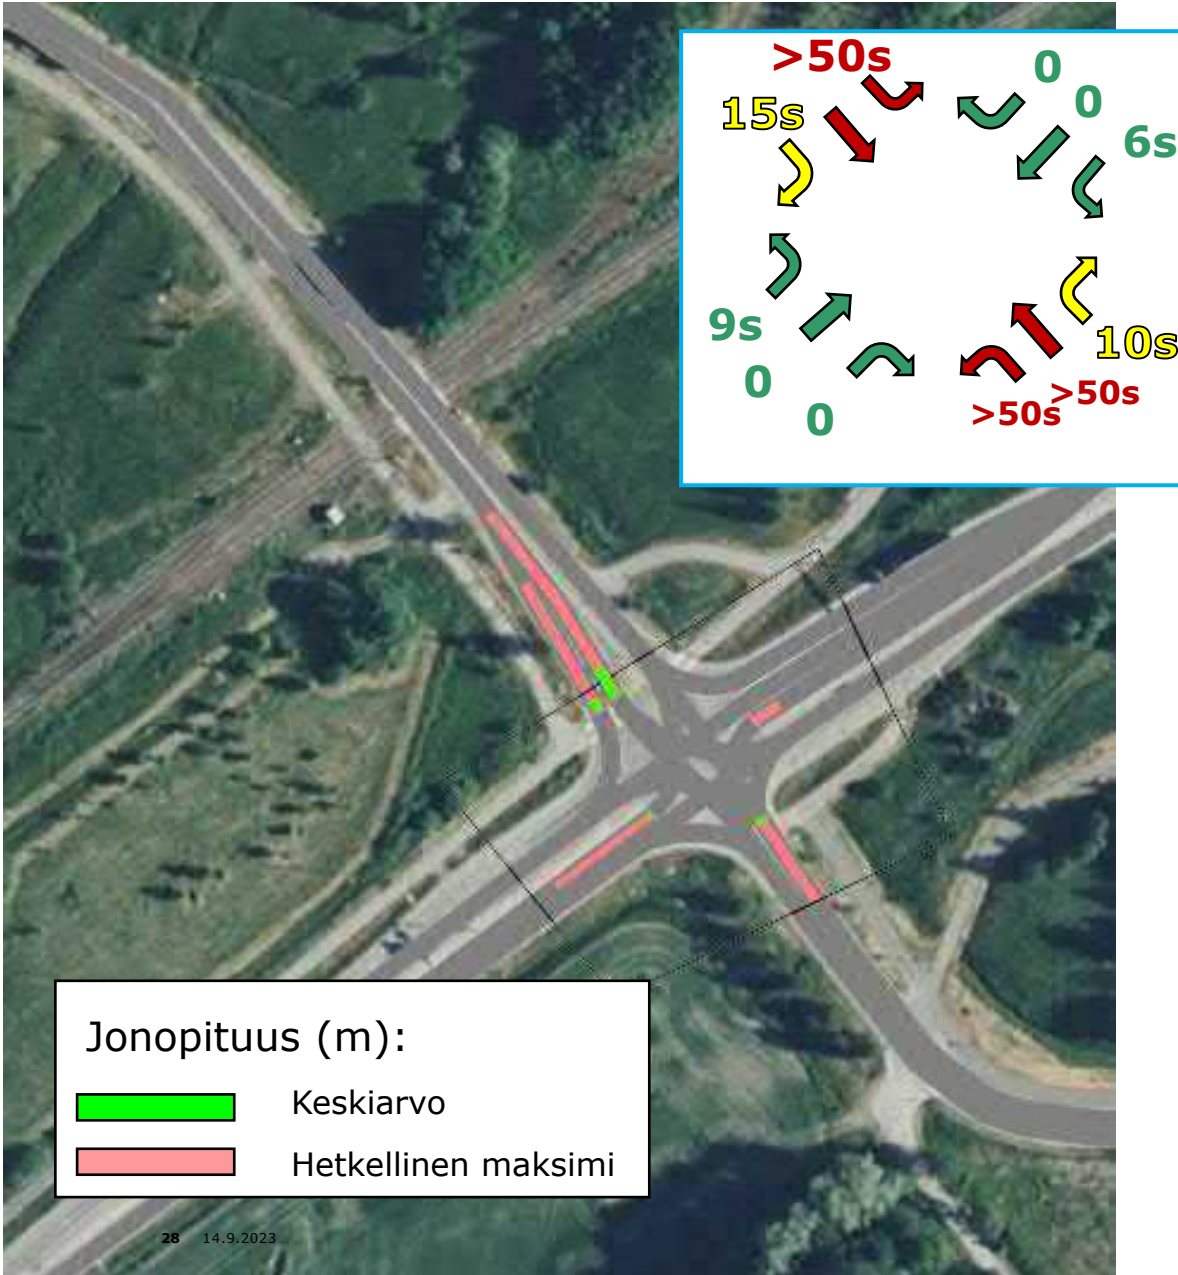 >50s
0
0
15s
6s
9s
10s
0
>50s
>50s
0
Jonopituus (m):
Keskiarvo
Hetkellinen maksimi
28 14.9.2023